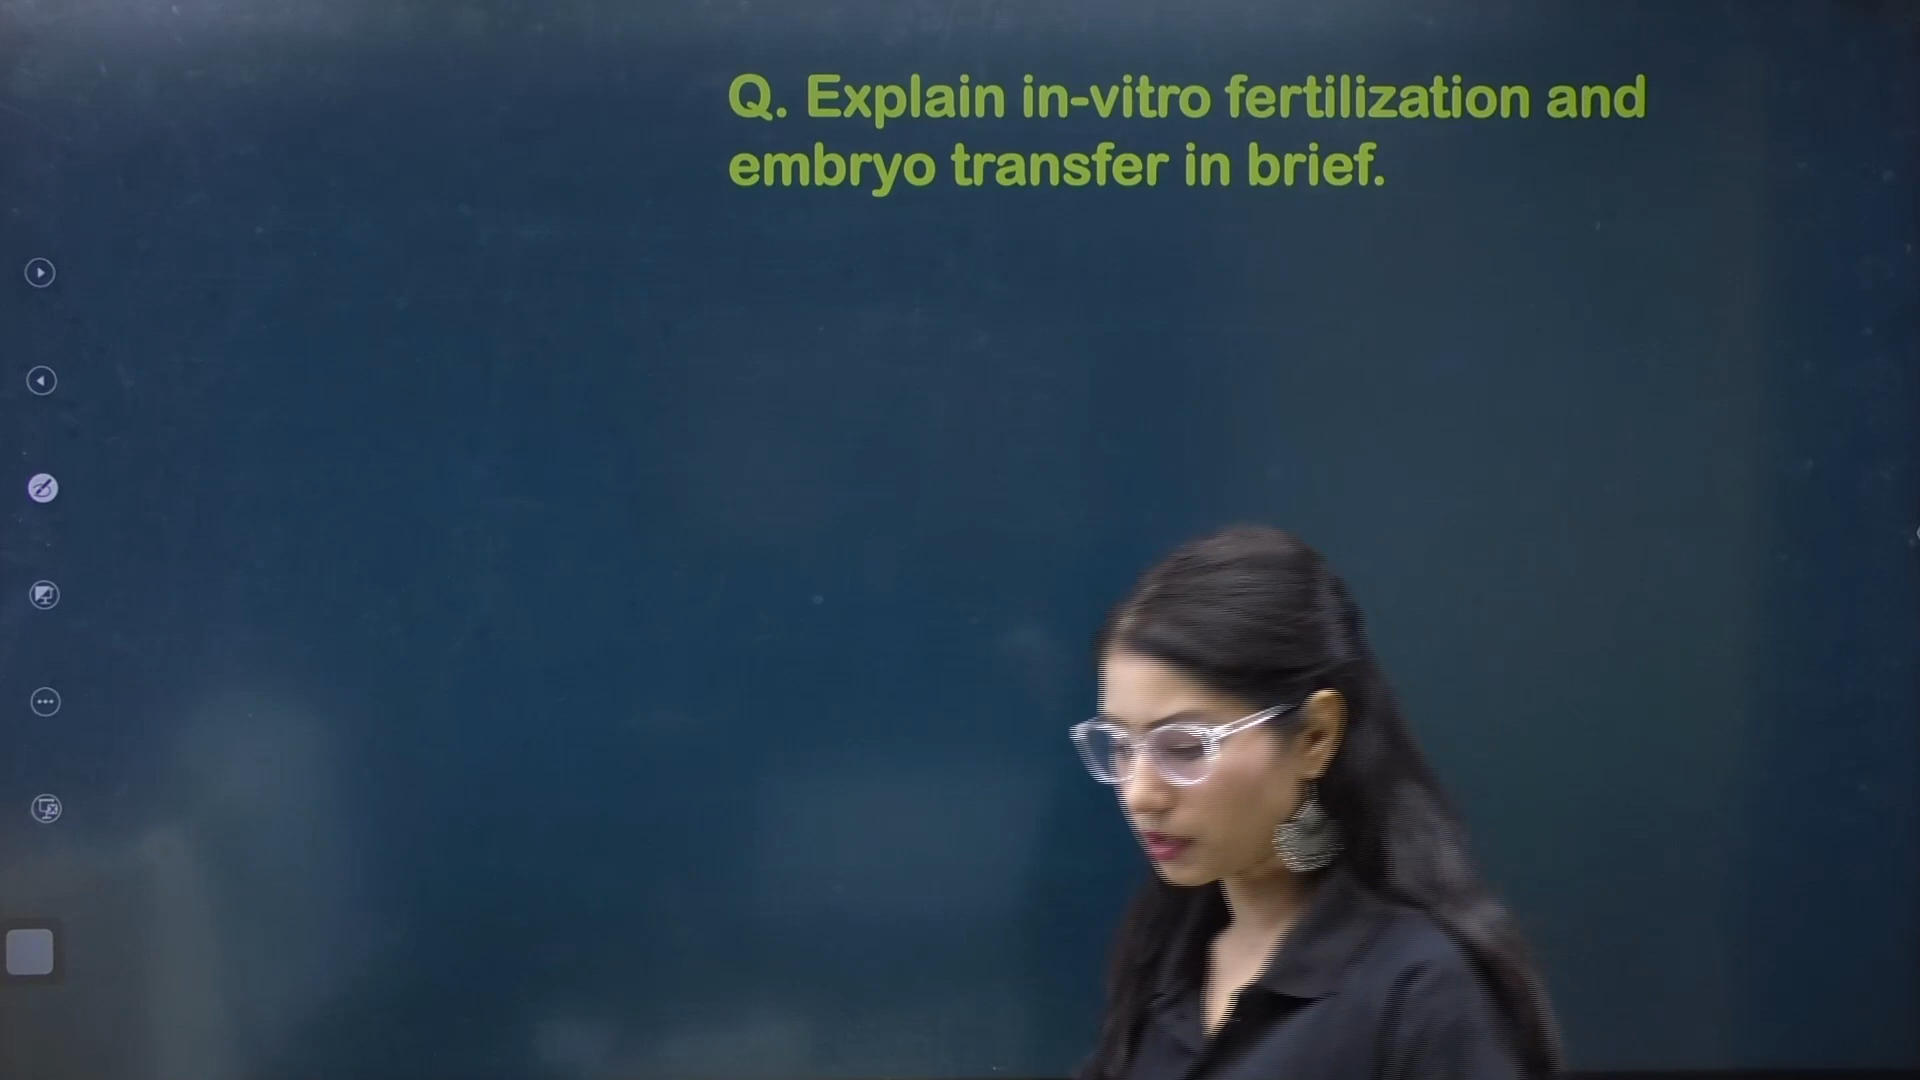 Q. Explain in-vitro fertilization and
embryo transfer in brief.